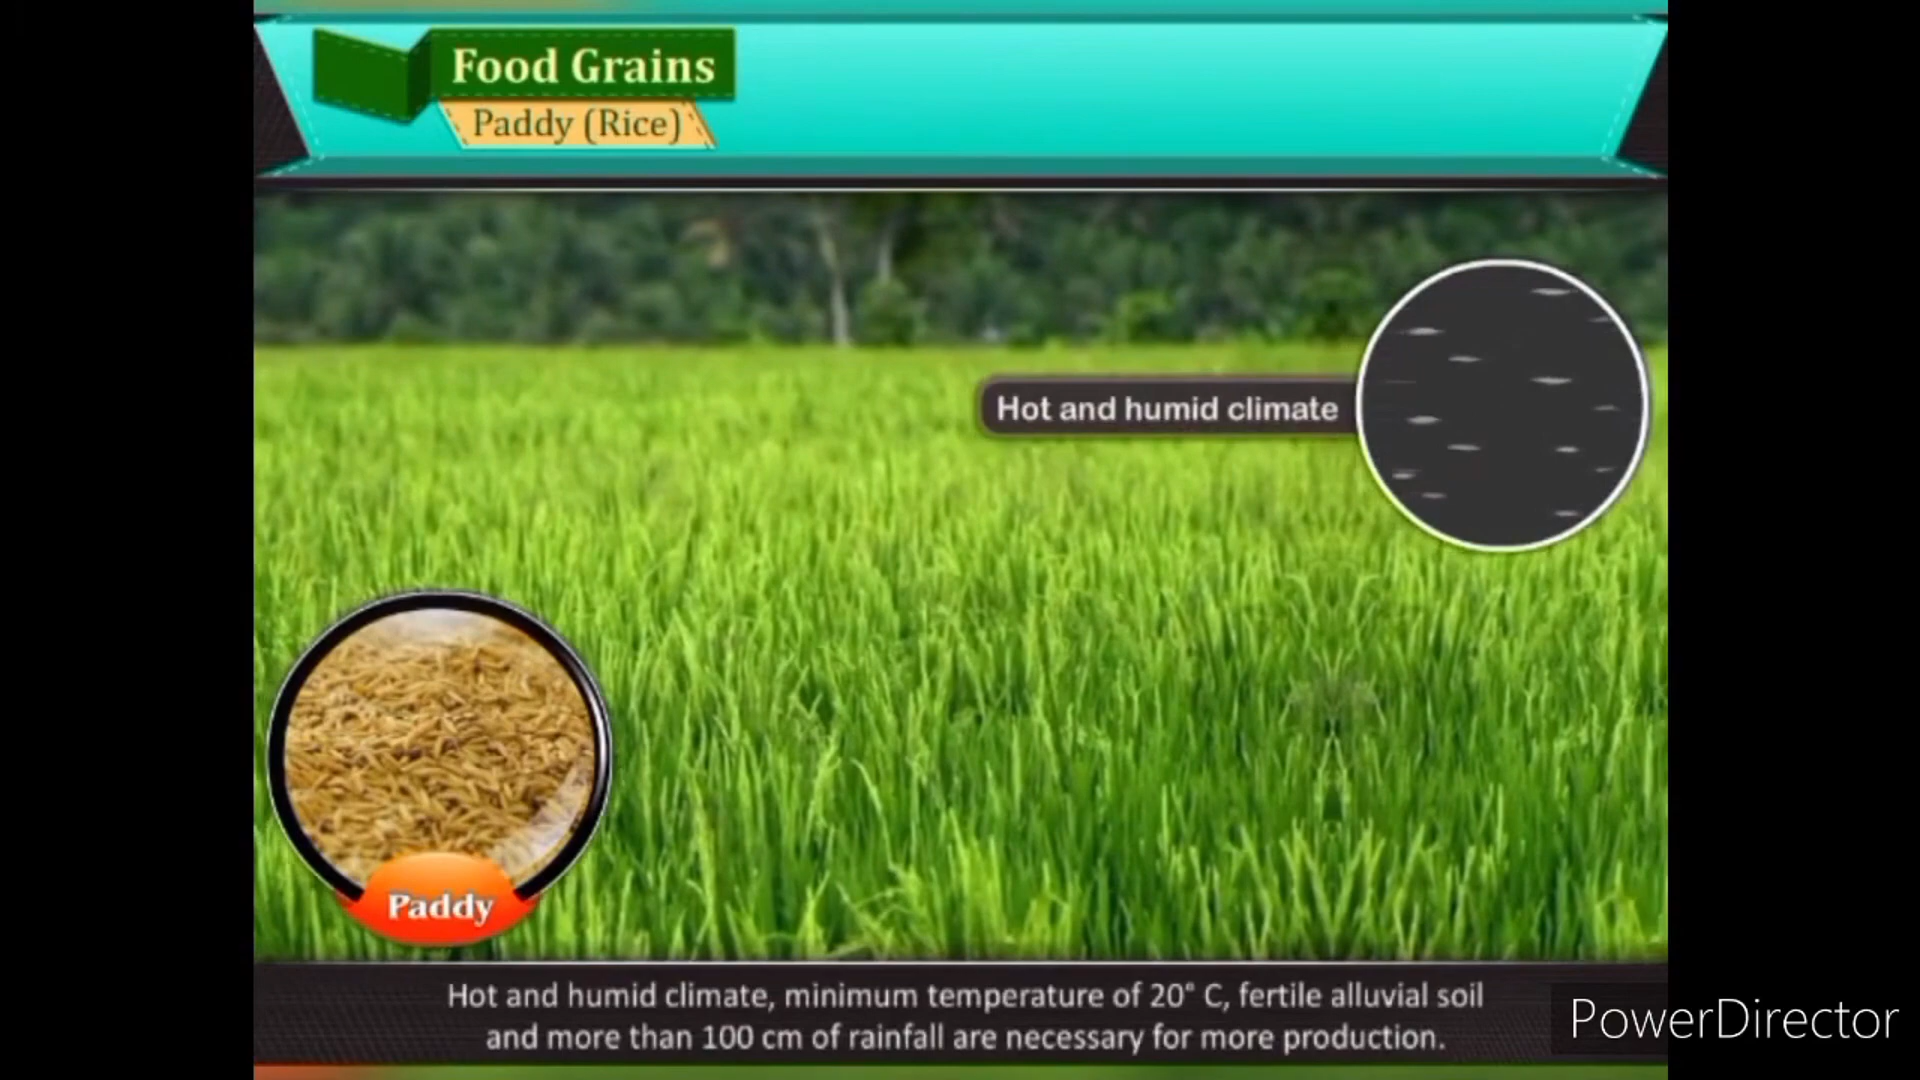 Food Grains
Paddy (Rice)
Hot and humid climate
Paddy
Hot and humid climate, minimum temperature of 20° C, fertile alluvial soil
and more than 100 cm of rainfall are necessary for more production.
PowerDirector